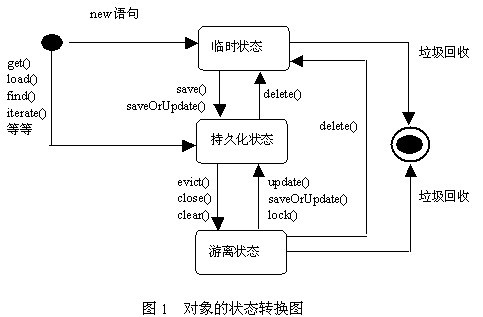 new语句
临时状态
垃圾回收
get()
load()
find()
iterate()
等等
save()
saveOrUpdate()
delete()
delete()
持久化状态
evict()
close()
clear()
update()
saveOrUpdate()
lock()
垃圾回收
游离状态
图1 对象的状态转换图